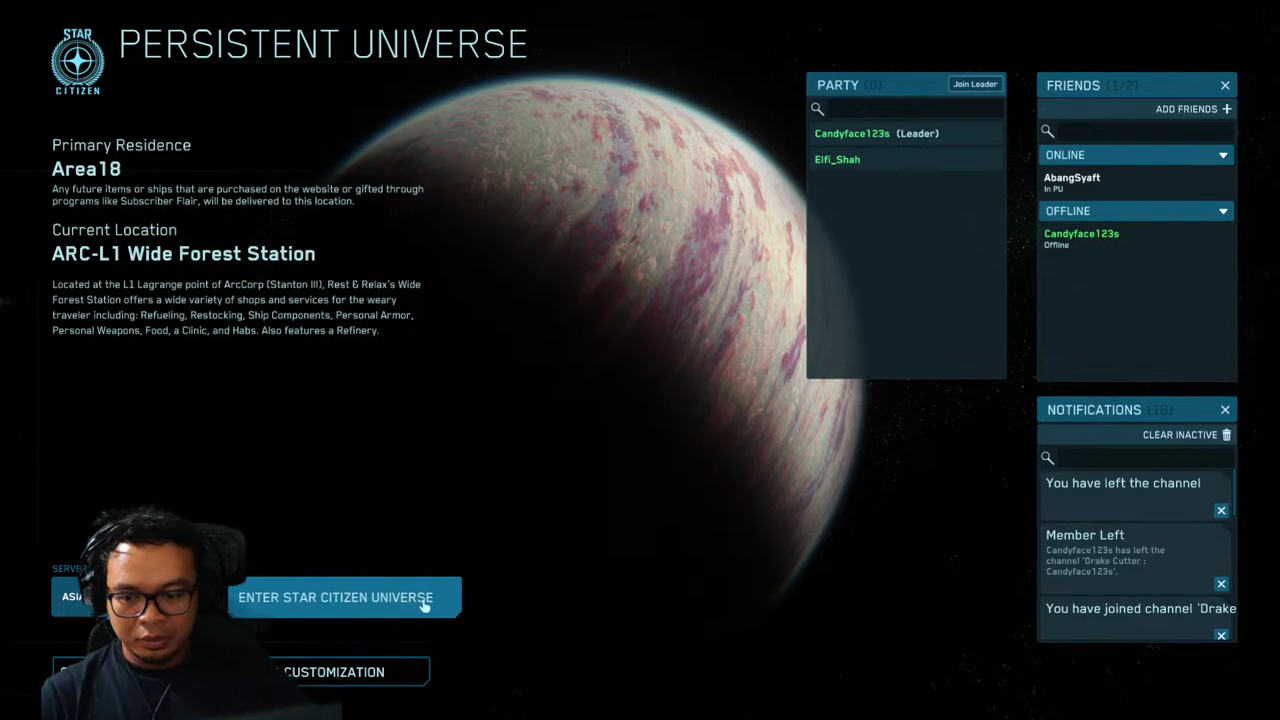 STAR
CITIZEN
PERSISTENT UNIVERSE
Primary Residence
Area18
Any future items or ships that are purchased on the website or gifted through
programs like Subscriber Flair, will be delivered to this location.
Current Location
ARC-L1 Wide Forest Station
Located at the L1 Lagrange point of ArcCorp (Stanton III), Rest & Relax's Wide
Forest Station offers a wide variety of shops and services for the weary
traveler including: Refueling, Restocking, Ship Components, Personal Armor,
Personal Weapons, Food, a Clinic, and Habs. Also features a Refinery.
ENTER STAR CITIZEN UNIVERSE
CUSTOMIZATION
PARTY (0)
Join Leader
Candyface123s (Leader)
Elfi_Shah
FRIENDS (1/2)
ADD FRIENDS +
ONLINE
AbangSyaft
In PU
OFFLINE
Candyface123s
Offline
NOTIFICATIONS (10)
CLEAR INACTIVE
You have left the channel
Member Left
Candyface123s has left the
channel 'Drake Cutter :
Candyface123s'.
You have joined channel 'Drake